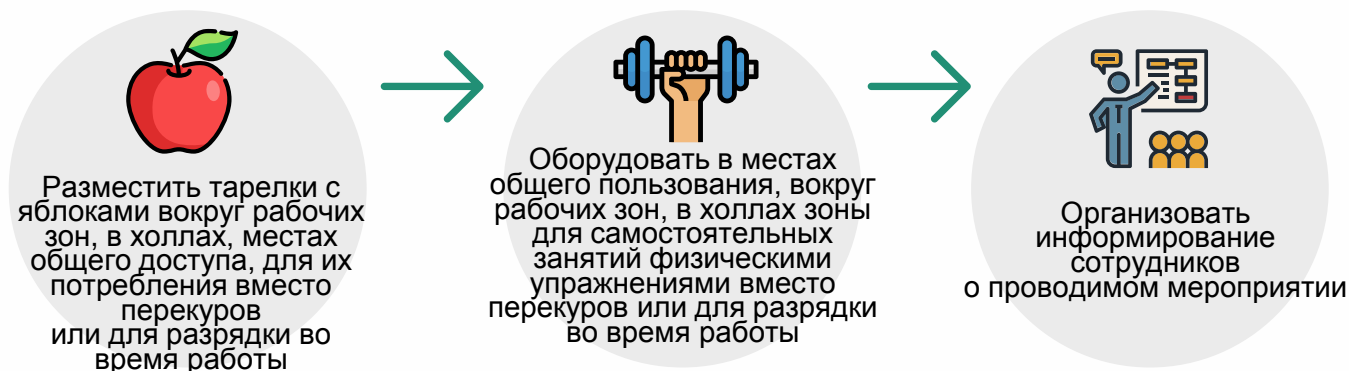 Разместить тарелки с
яблоками вокруг рабочих
зон, в холлах, местах
общего доступа, для их
потребления вместо
перекуров
или для разрядки во
время работы
Оборудовать в местах
общего пользования, вокруг
рабочих зон, в холлах зоны
для самостоятельных
занятий физическими
упражнениями вместо
перекуров или для разрядки
во время работы
Организовать
информирование
сотрудников
о проводимом мероприятии